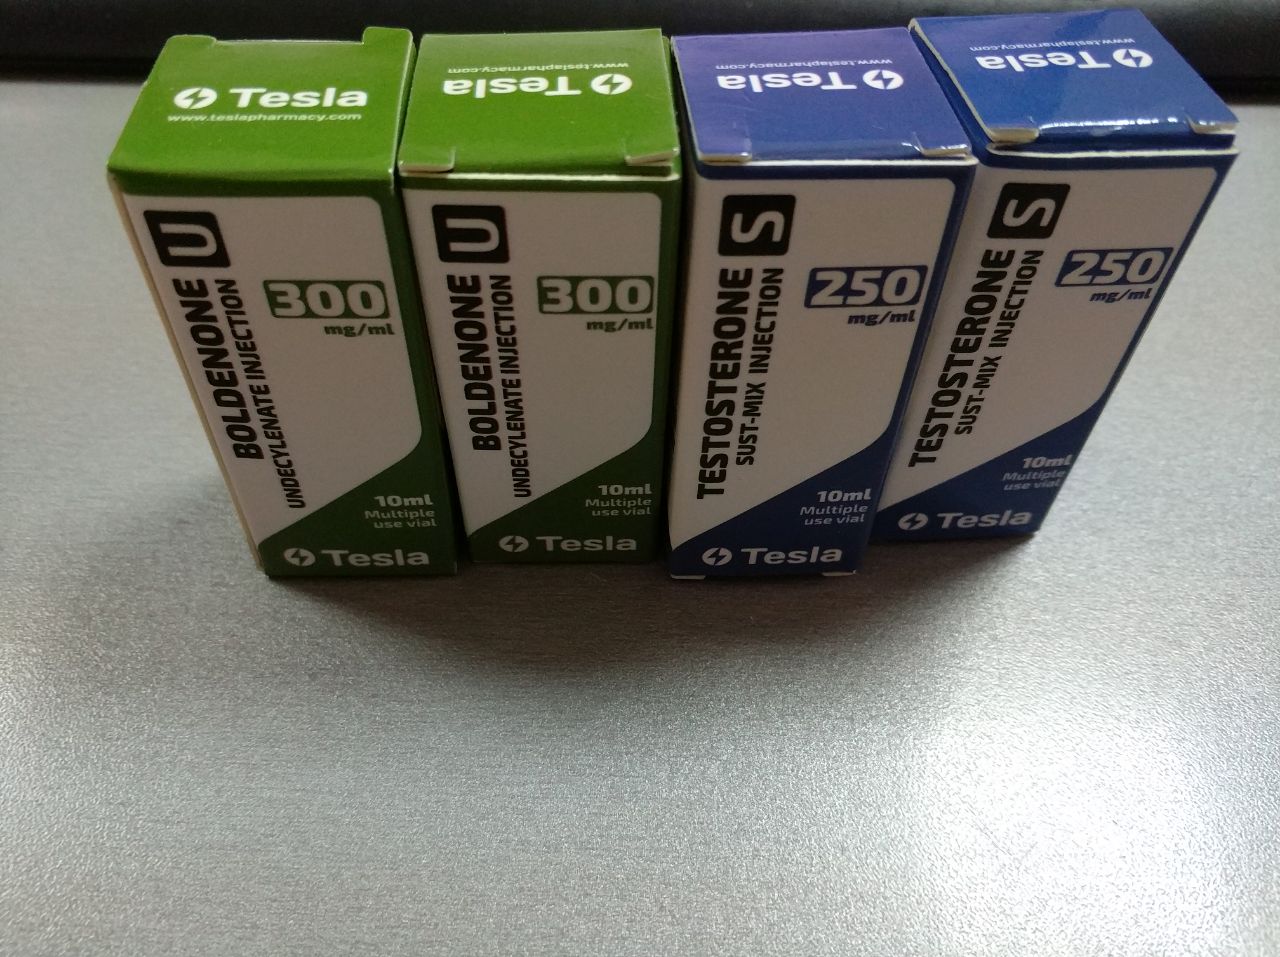 Tesla
www.teslapharmacy.com
U
BOLDENONE
UNDECYLENATE INJECTION
300
mg/ml
10ml
Multiple
use vial
Tesla
Tesla
www.teslapharmacy.com
U
BOLDENONE
UNDECYLENATE INJECTION
300
mg/ml
10ml
Multiple
use vial
Tesla
Tesla
www.teslapharmacy.com
S
TESTOSTERONE
SUST-MIX INJECTION
250
mg/ml
10ml
Multiple
use vial
Tesla
Tesla
www.teslapharmacy.com
S
TESTOSTERONE
SUST-MIX INJECTION
250
mg/ml
10ml
Multiple
use vial
Tesla